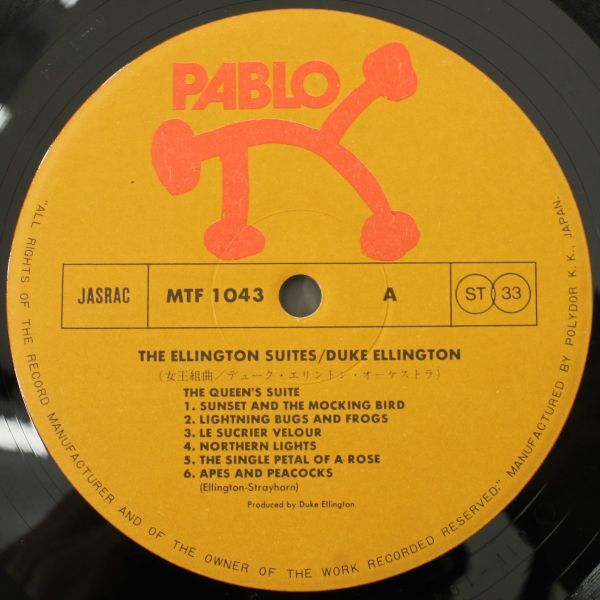 PABLO
JASRAC MTF 1043 A ST 33
THE ELLINGTON SUITES/DUKE ELLINGTON
(女王組曲/デューク・エリントン・オーケストラ)
THE QUEEN'S SUITE
1. SUNSET AND THE MOCKING BIRD
2. LIGHTNING BUGS AND FROGS
3. LE SUCRIER VELOUR
4. NORTHERN LIGHTS
5. THE SINGLE PETAL OF A ROSE
6. APES AND PEACOCKS
(Ellington-Strayhorn)
Produced by Duke Ellington
"ALL RIGHTS OF THE RECORD MANUFACTURER AND OF THE OWNER OF THE WORK RECORDED RESERVED." MANUFACTURED BY POLYDOR K. K., JAPAN.